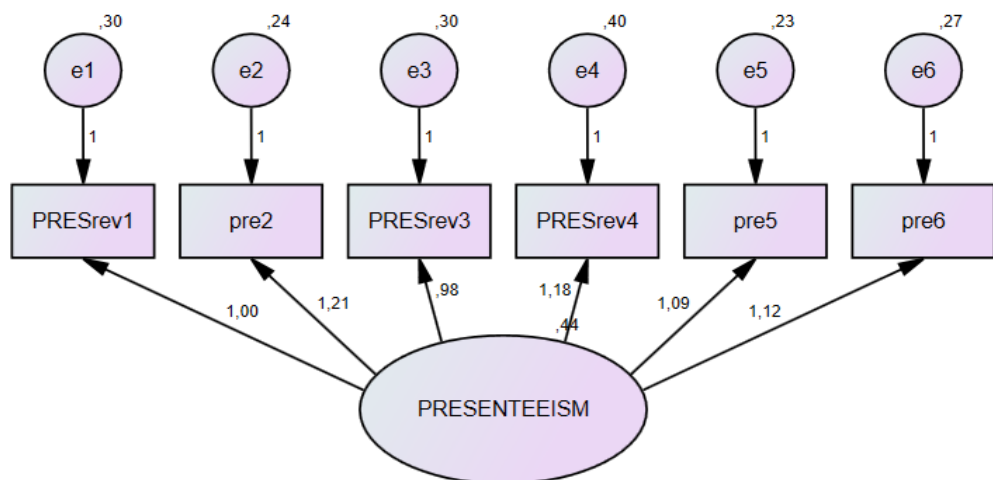 ,30 ,24 ,30 ,40 ,23 ,27
e1 e2 e3 e4 e5 e6
1 1 1 1 1 1
PRESrev1 pre2 PRESrev3 PRESrev4 pre5 pre6
1,00 1,21 ,98 1,18 1,09 1,12
,44
PRESENTEEISM